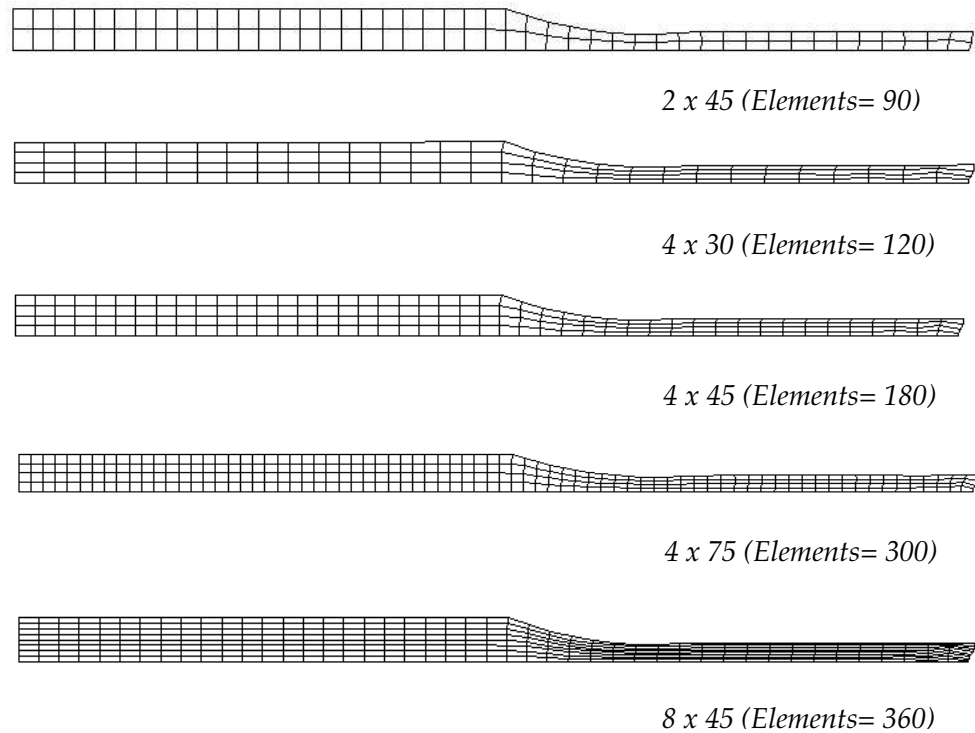 2 x 45 (Elements= 90)
4 x 30 (Elements= 120)
4 x 45 (Elements= 180)
4 x 75 (Elements= 300)
8 x 45 (Elements= 360)